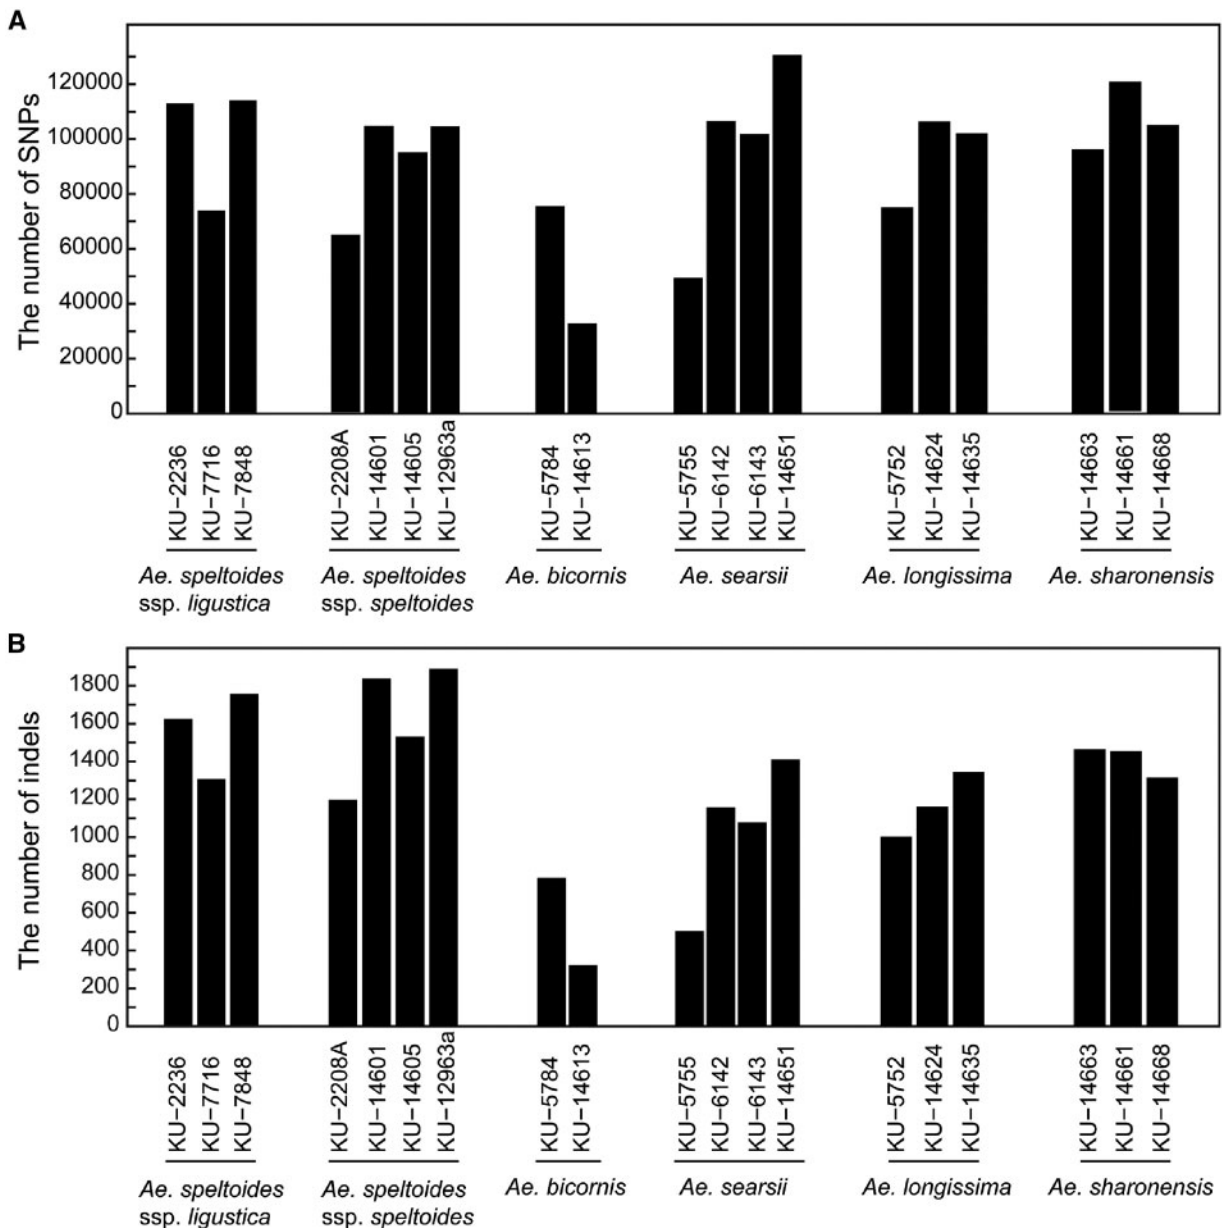 A
The number of SNPs
120000
100000
80000
60000
40000
20000
0
KU−2236
KU−7716
KU−7848
KU−2208A
KU−14601
KU−14605
KU−12963a
KU−5784
KU−14613
KU−5755
KU−6142
KU−6143
KU−14651
KU−5752
KU−14624
KU−14635
KU−14663
KU−14661
KU−14668
Ae. speltoides
ssp. ligustica
Ae. speltoides
ssp. speltoides
Ae. bicornis
Ae. searsii
Ae. longissima
Ae. sharonensis
B
The number of indels
1800
1600
1400
1200
1000
800
600
400
200
0
KU−2236
KU−7716
KU−7848
KU−2208A
KU−14601
KU−14605
KU−12963a
KU−5784
KU−14613
KU−5755
KU−6142
KU−6143
KU−14651
KU−5752
KU−14624
KU−14635
KU−14663
KU−14661
KU−14668
Ae. speltoides
ssp. ligustica
Ae. speltoides
ssp. speltoides
Ae. bicornis
Ae. searsii
Ae. longissima
Ae. sharonensis